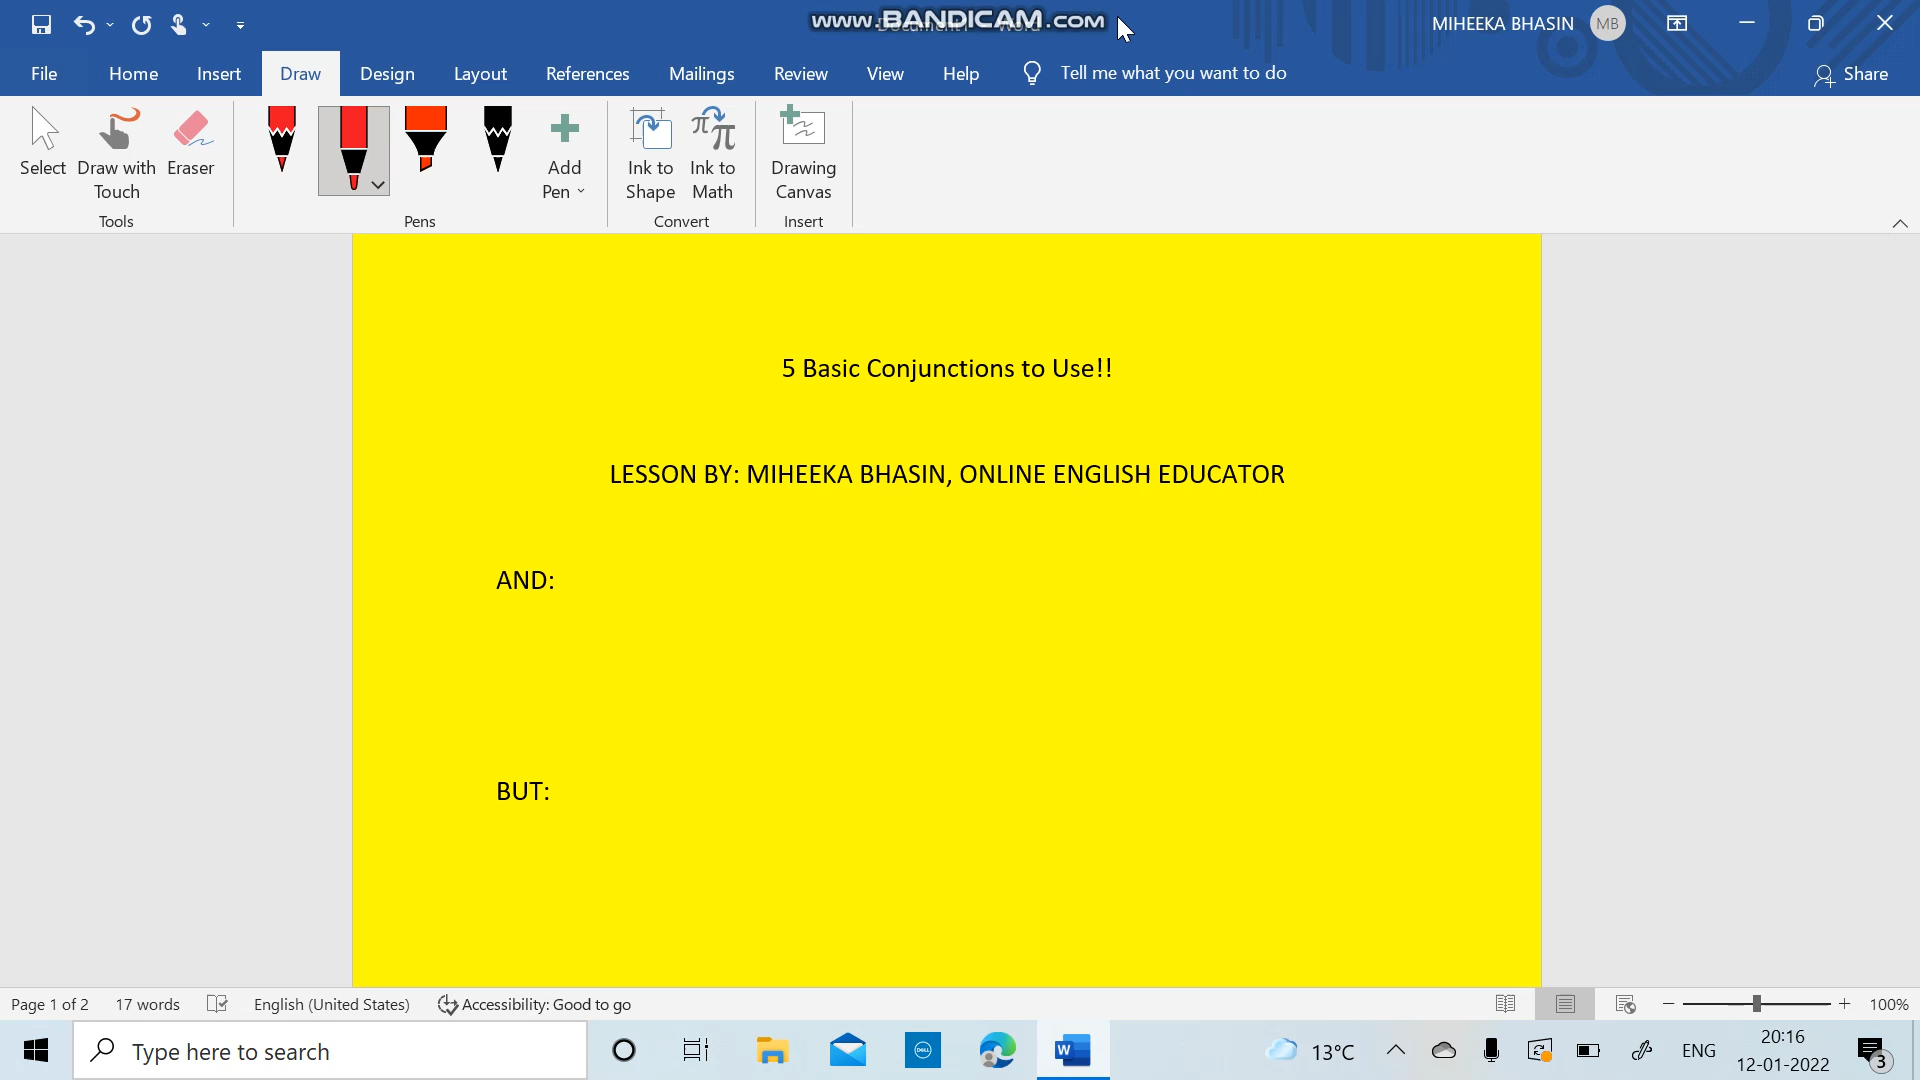 www.BANDICAM.com
MIHEEKA BHASIN MB
File Home Insert Draw Design Layout References Mailings Review View Help Tell me what you want to do Share
Select Draw with Touch Eraser
Add Pen
Ink to Shape Ink to Math
Drawing Canvas
Tools Pens Convert Insert
5 Basic Conjunctions to Use!!
LESSON BY: MIHEEKA BHASIN, ONLINE ENGLISH EDUCATOR
AND:
BUT:
Page 1 of 2 17 words English (United States) Accessibility: Good to go 100%
Type here to search
DELL
W
13°C
ENG
20:16
12-01-2022
3